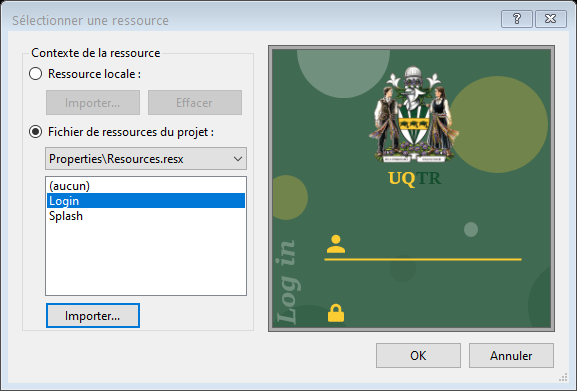 Sélectionner une ressource
Contexte de la ressource
Ressource locale :
Importer...
Effacer
Fichier de ressources du projet :
Properties\Resources.resx
(aucun)
Login
Splash
Importer...
UQTR
Log in
OK
Annuler